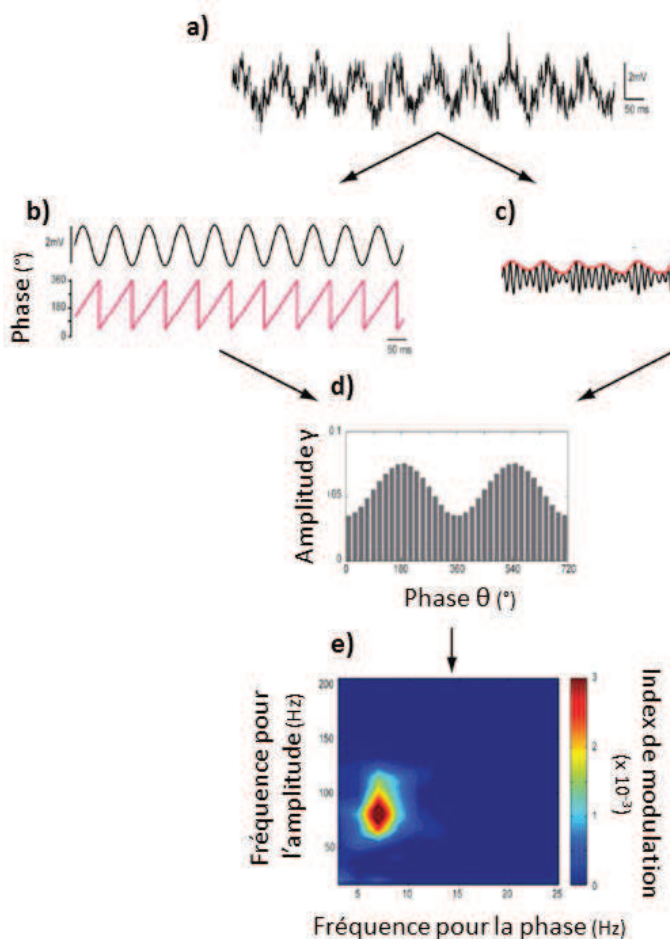 a)
2mV
50 ms
b)
c)
2mV
Phase (°)
360
180
0
50 ms
d)
Amplitude γ
0.1
0
0
180
360
540
720
Phase θ (°)
e)
Fréquence pour
l'amplitude (Hz)
200
150
100
50
5
10
15
20
25
Fréquence pour la phase (Hz)
3
2
1
0
Index de modulation
(x 10⁻³)